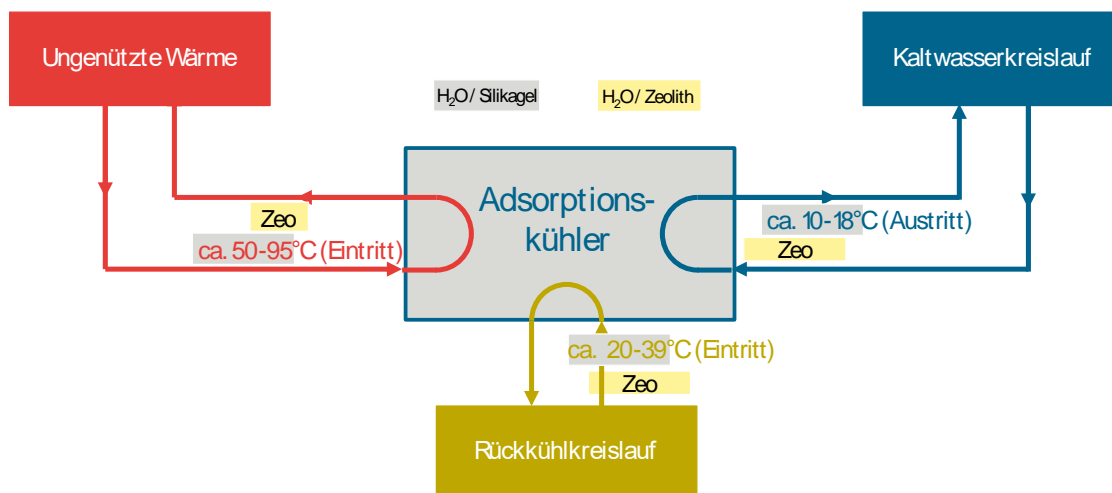 Ungenützte Wärme
Kaltwasserkreislauf
H₂O/ Silikagel
H₂O/ Zeolith
Adsorptions-
kühler
Zeo
ca. 50-95°C (Eintritt)
ca. 10-18°C (Austritt)
Zeo
ca. 20-39°C (Eintritt)
Zeo
Rückkühlkreislauf